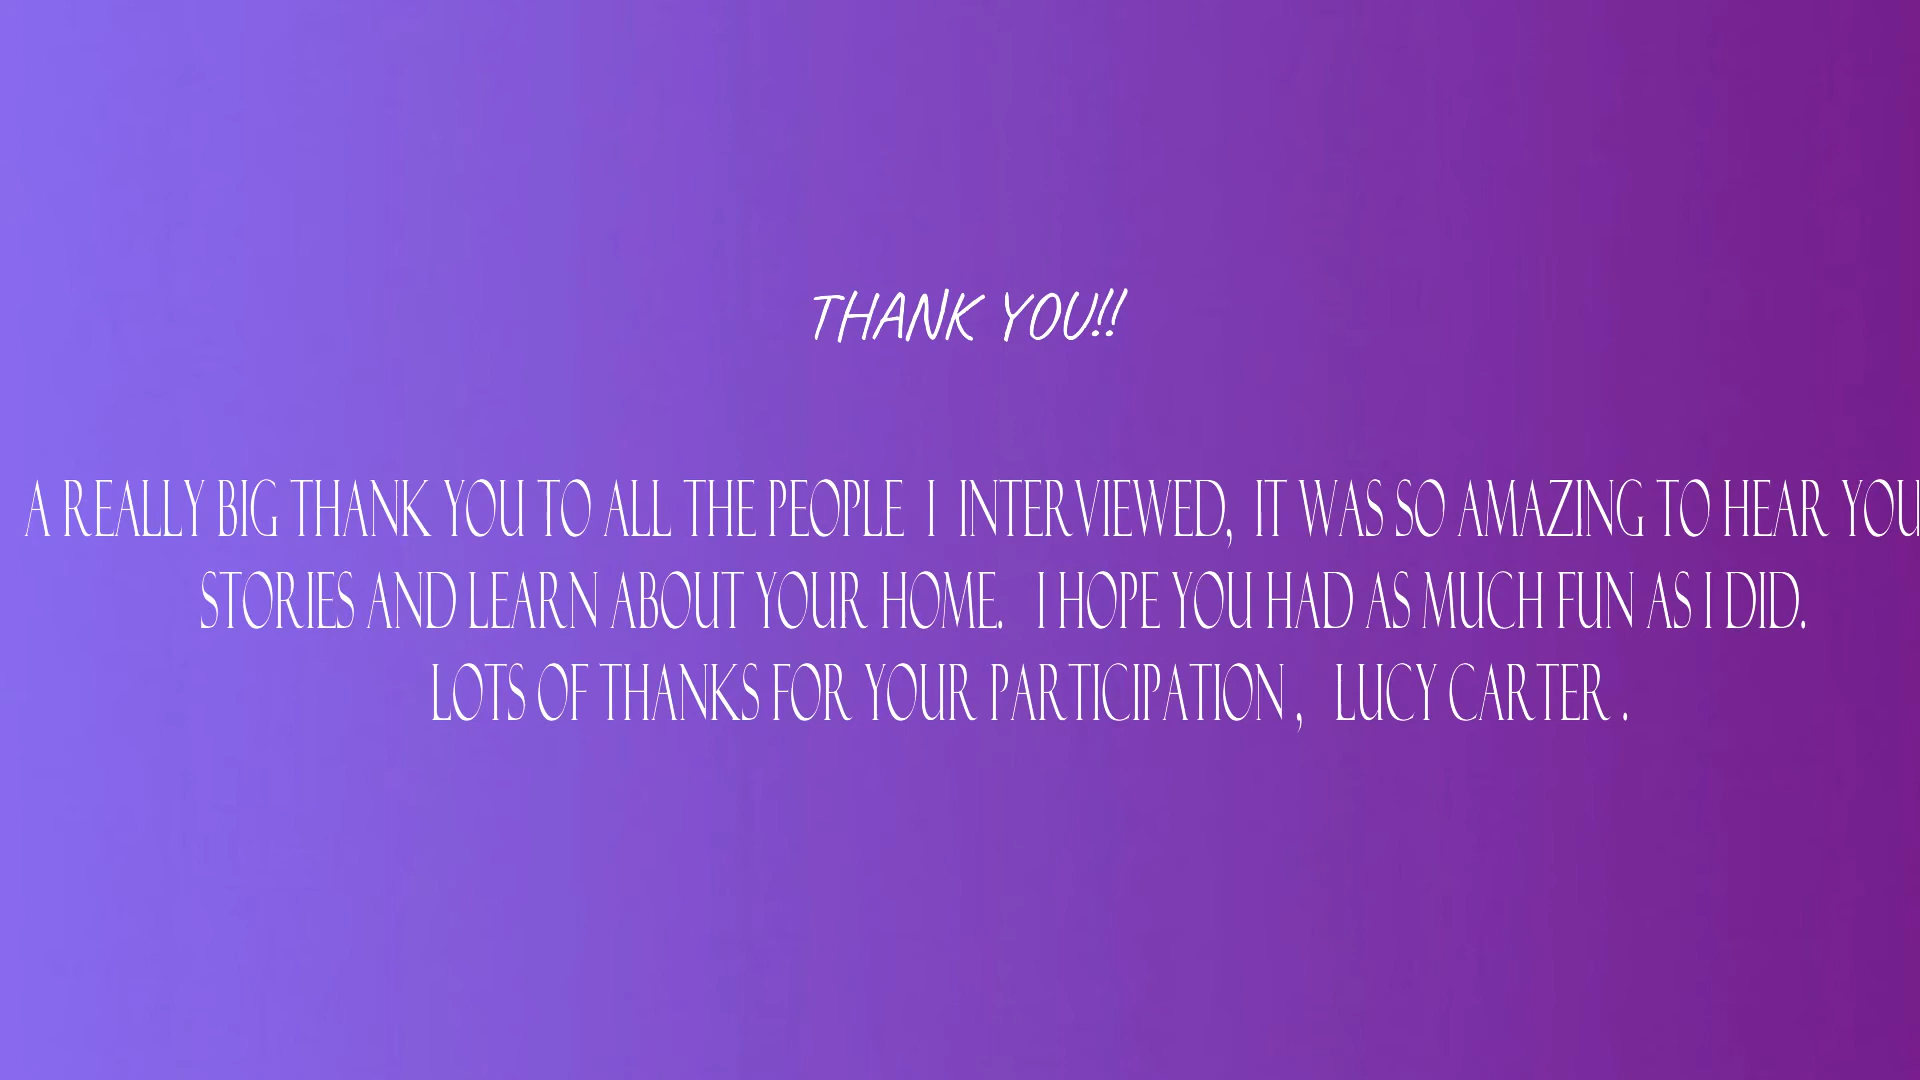 THANK YOU!!
A REALLY BIG THANK YOU TO ALL THE PEOPLE I INTERVIEWED, IT WAS SO AMAZING TO HEAR YOU
STORIES AND LEARN ABOUT YOUR HOME. I HOPE YOU HAD AS MUCH FUN AS I DID.
LOTS OF THANKS FOR YOUR PARTICIPATION , LUCY CARTER .